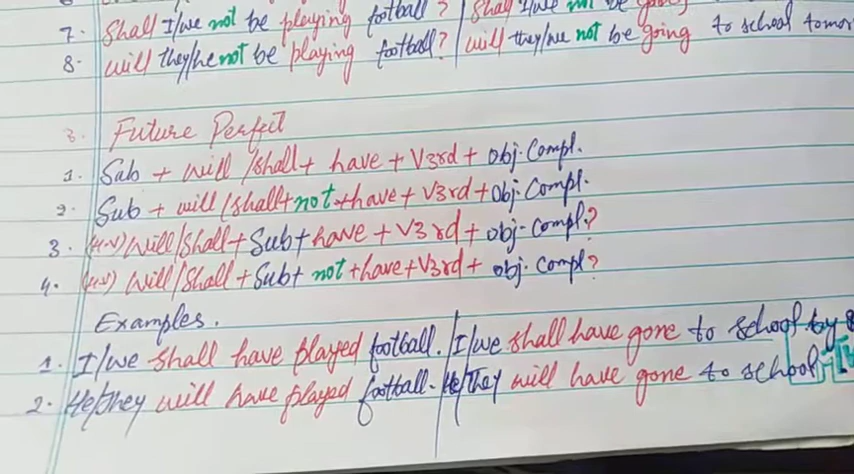 7. Shall I/we not be playing football? | Shall I/we not be going
8. will they/he not be playing football? | will they/we not be going to school tomor
3. Future Perfect
1. Sub + will /shall + have + V3rd + obj. Compl.
2. Sub + will /shall + not + have + V3rd + Obj. Compl.
3. (H.V) Will/Shall + Sub + have + V3rd + obj. Compl?
4. (H.V) Will/Shall + Sub + not + have + V3rd + obj. Compl?
Examples.
1. I/we shall have played football. | I/we shall have gone to school by 8
2. He/they will have played football. | He/They will have gone to school